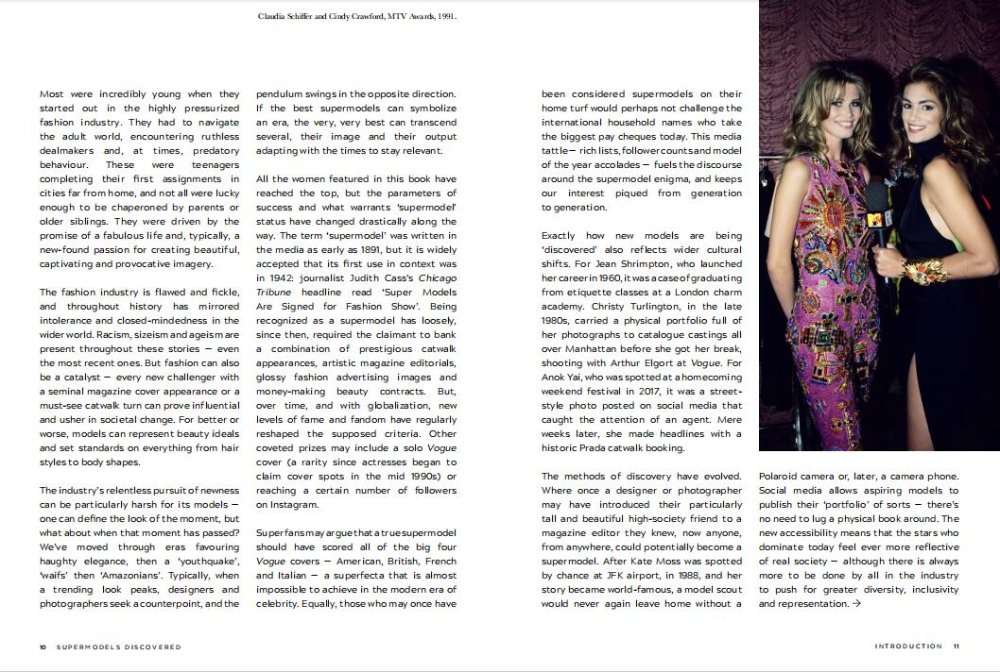 Claudia Schiffer and Cindy Crawford, MTV Awards, 1991.
Most were incredibly young when they
started out in the highly pressurized
fashion industry. They had to navigate
the adult world, encountering ruthless
dealmakers and, at times, predatory
behaviour. These were teenagers
completing their first assignments in
cities far from home, and not all were lucky
enough to be chaperoned by parents or
older siblings. They were driven by the
promise of a fabulous life and, typically, a
new-found passion for creating beautiful,
captivating and provocative imagery.
The fashion industry is flawed and fickle,
and throughout history has mirrored
intolerance and closed-mindedness in the
wider world. Racism, sizeism and ageism are
present throughout these stories — even
the most recent ones. But fashion can also
be a catalyst — every new challenger with
a seminal magazine cover appearance or a
must-see catwalk turn can prove influential
and usher in societal change. For better or
worse, models can represent beauty ideals
and set standards on everything from hair
styles to body shapes.
The industry's relentless pursuit of newness
can be particularly harsh for its models —
one can define the look of the moment, but
what about when that moment has passed?
We've moved through eras favouring
haughty elegance, then a 'youthquake',
'waifs' then 'Amazonians'. Typically, when
a trending look peaks, designers and
photographers seek a counterpoint, and the
pendulum swings in the opposite direction.
If the best supermodels can symbolize
an era, the very, very best can transcend
several, their image and their output
adapting with the times to stay relevant.
All the women featured in this book have
reached the top, but the parameters of
success and what warrants 'supermodel'
status have changed drastically along the
way. The term 'supermodel' was written in
the media as early as 1891, but it is widely
accepted that its first use in context was
in 1942: journalist Judith Cass's Chicago
Tribune headline read 'Super Models
Are Signed for Fashion Show'. Being
recognized as a supermodel has loosely,
since then, required the claimant to bank
a combination of prestigious catwalk
appearances, artistic magazine editorials,
glossy fashion advertising images and
money-making beauty contracts. But,
over time, and with globalization, new
levels of fame and fandom have regularly
reshaped the supposed criteria. Other
coveted prizes may include a solo Vogue
cover (a rarity since actresses began to
claim cover spots in the mid 1990s) or
reaching a certain number of followers
on Instagram.
Superfans may argue that a true supermodel
should have scored all of the big four
Vogue covers — American, British, French
and Italian — a superfecta that is almost
impossible to achieve in the modern era of
celebrity. Equally, those who may once have
been considered supermodels on their
home turf would perhaps not challenge the
international household names who take
the biggest pay cheques today. This media
tattle— rich lists, follower counts and model
of the year accolades — fuels the discourse
around the supermodel enigma, and keeps
our interest piqued from generation
to generation.
Exactly how new models are being
'discovered' also reflects wider cultural
shifts. For Jean Shrimpton, who launched
her career in 1960, it was a case of graduating
from etiquette classes at a London charm
academy. Christy Turlington, in the late
1980s, carried a physical portfolio full of
her photographs to catalogue castings all
over Manhattan before she got her break,
shooting with Arthur Elgort at Vogue. For
Anok Yai, who was spotted at a homecoming
weekend festival in 2017, it was a street-
style photo posted on social media that
caught the attention of an agent. Mere
weeks later, she made headlines with a
historic Prada catwalk booking.
The methods of discovery have evolved.
Where once a designer or photographer
may have introduced their particularly
tall and beautiful high-society friend to a
magazine editor they knew, now anyone,
from anywhere, could potentially become a
supermodel. After Kate Moss was spotted
by chance at JFK airport, in 1988, and her
story became world-famous, a model scout
would never again leave home without a
Polaroid camera or, later, a camera phone.
Social media allows aspiring models to
publish their 'portfolio' of sorts — there's
no need to lug a physical book around. The
new accessibility means that the stars who
dominate today feel ever more reflective
of real society — although there is always
more to be done by all in the industry
to push for greater diversity, inclusivity
and representation. →
10 SUPERMODELS DISCOVERED
INTRODUCTION 11